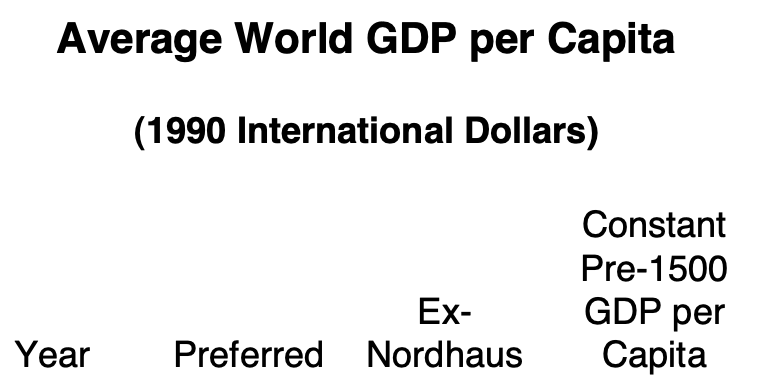 Average World GDP per Capita
(1990 International Dollars)
Constant
Pre-1500
Ex- GDP per
Year Preferred Nordhaus Capita